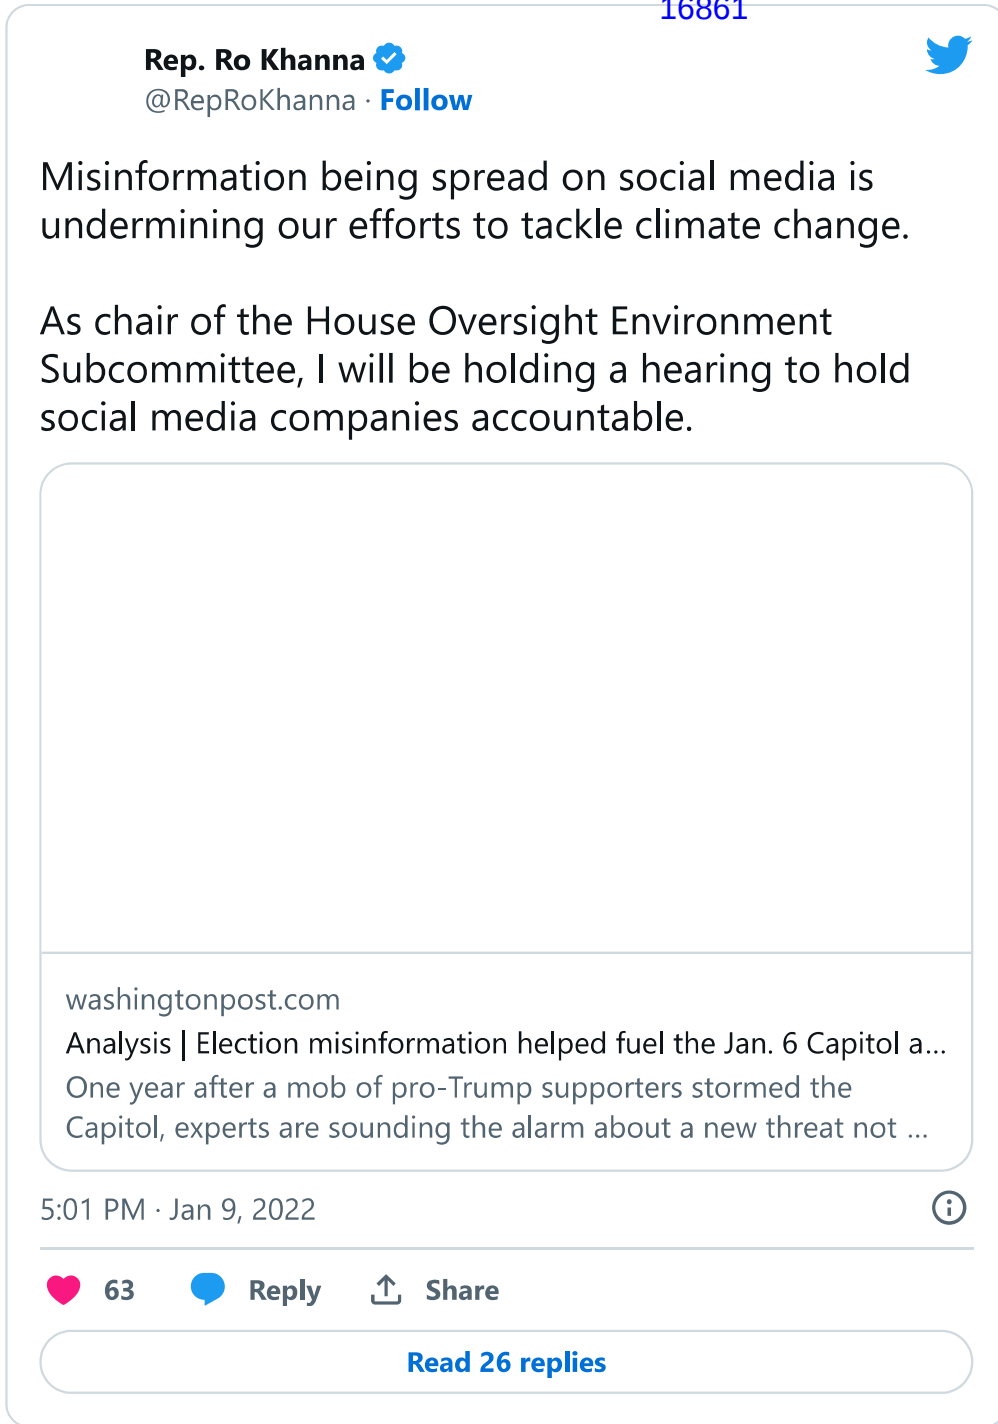 16861
Rep. Ro Khanna
@RepRoKhanna · Follow
Misinformation being spread on social media is
undermining our efforts to tackle climate change.
As chair of the House Oversight Environment
Subcommittee, I will be holding a hearing to hold
social media companies accountable.
washingtonpost.com
Analysis | Election misinformation helped fuel the Jan. 6 Capitol a...
One year after a mob of pro-Trump supporters stormed the
Capitol, experts are sounding the alarm about a new threat not ...
5:01 PM · Jan 9, 2022
63 Reply Share
Read 26 replies